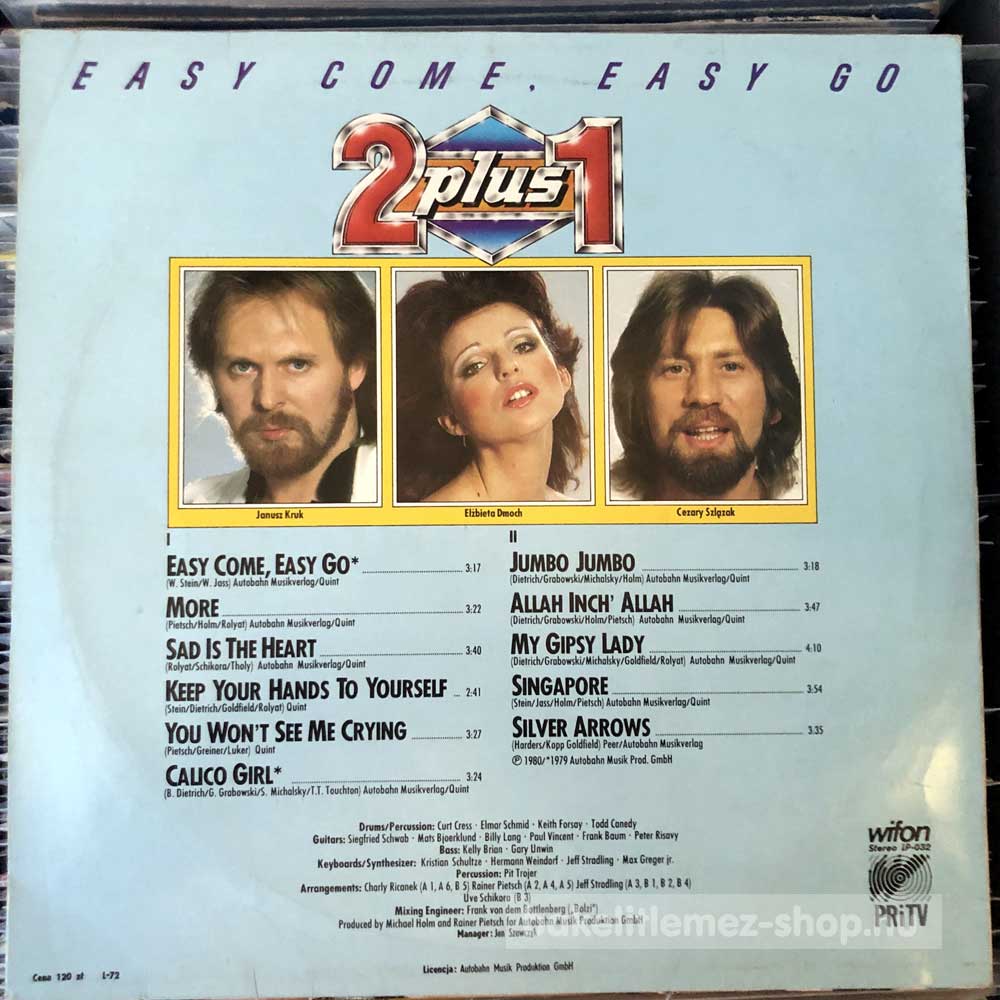 EASY COME, EASY GO
2 plus 1
Janusz Kruk
Elżbieta Dmoch
Cezary Szlązak
I
EASY COME, EASY GO* 3:17
(W. Stein/W. Jass) Autobahn Musikverlag/Quint
MORE 3:22
(Pietsch/Holm/Rolyat) Autobahn Musikverlag/Quint
SAD IS THE HEART 3:40
(Rolyat/Schikora/Tholy) Autobahn Musikverlag/Quint
KEEP YOUR HANDS TO YOURSELF 2:41
(Stein/Dietrich/Goldfield/Rolyat) Quint
YOU WON'T SEE ME CRYING 3:27
(Pietsch/Greiner/Luker) Quint
CALICO GIRL* 3:24
(B. Dietrich/G. Grabowski/S. Michalsky/T.T. Touchton) Autobahn Musikverlag/Quint
II
JUMBO JUMBO 3:18
(Dietrich/Grabowski/Michalsky/Holm) Autobahn Musikverlag/Quint
ALLAH INCH' ALLAH 3:47
(Dietrich/Grabowski/Holm/Pietsch) Autobahn Musikverlag/Quint
MY GIPSY LADY 4:10
(Dietrich/Grabowski/Michalsky/Goldfield/Rolyat) Autobahn Musikverlag/Quint
SINGAPORE 3:54
(Stein/Jass/Holm/Pietsch) Autobahn Musikverlag/Quint
SILVER ARROWS 3:35
(Harders/Kopp Goldfield) Peer/Autobahn Musikverlag
℗ 1980/*1979 Autobahn Musik Prod. GmbH
Drums/Percussion: Curt Cress · Elmar Schmid · Keith Forsay · Todd Canedy
Guitars: Siegfried Schwab · Mats Bjoerklund · Billy Lang · Paul Vincent · Frank Baum · Peter Risavy
Bass: Kelly Brian · Gary Unwin
Keyboards/Synthesizer: Kristian Schultze · Hermann Weindorf · Jeff Stradling · Max Greger jr.
Percussion: Pit Trojer
Arrangements: Charly Ricanek (A 1, A 6, B 5) Rainer Pietsch (A 2, A 4, A 5) Jeff Stradling (A 3, B 1, B 2, B 4)
Uve Schikora (B 3)
Mixing Engineer: Frank von dem Bottlenberg („Bolzi")
Produced by Michael Holm and Rainer Pietsch for Autobahn Musik Produktion GmbH
Manager: Jen Szewczyk
wifon
Stereo LP-032
PRiTV
bakelitlemez-shop.hu
Cena 120 zł L-72
Licencja: Autobahn Musik Produktion GmbH